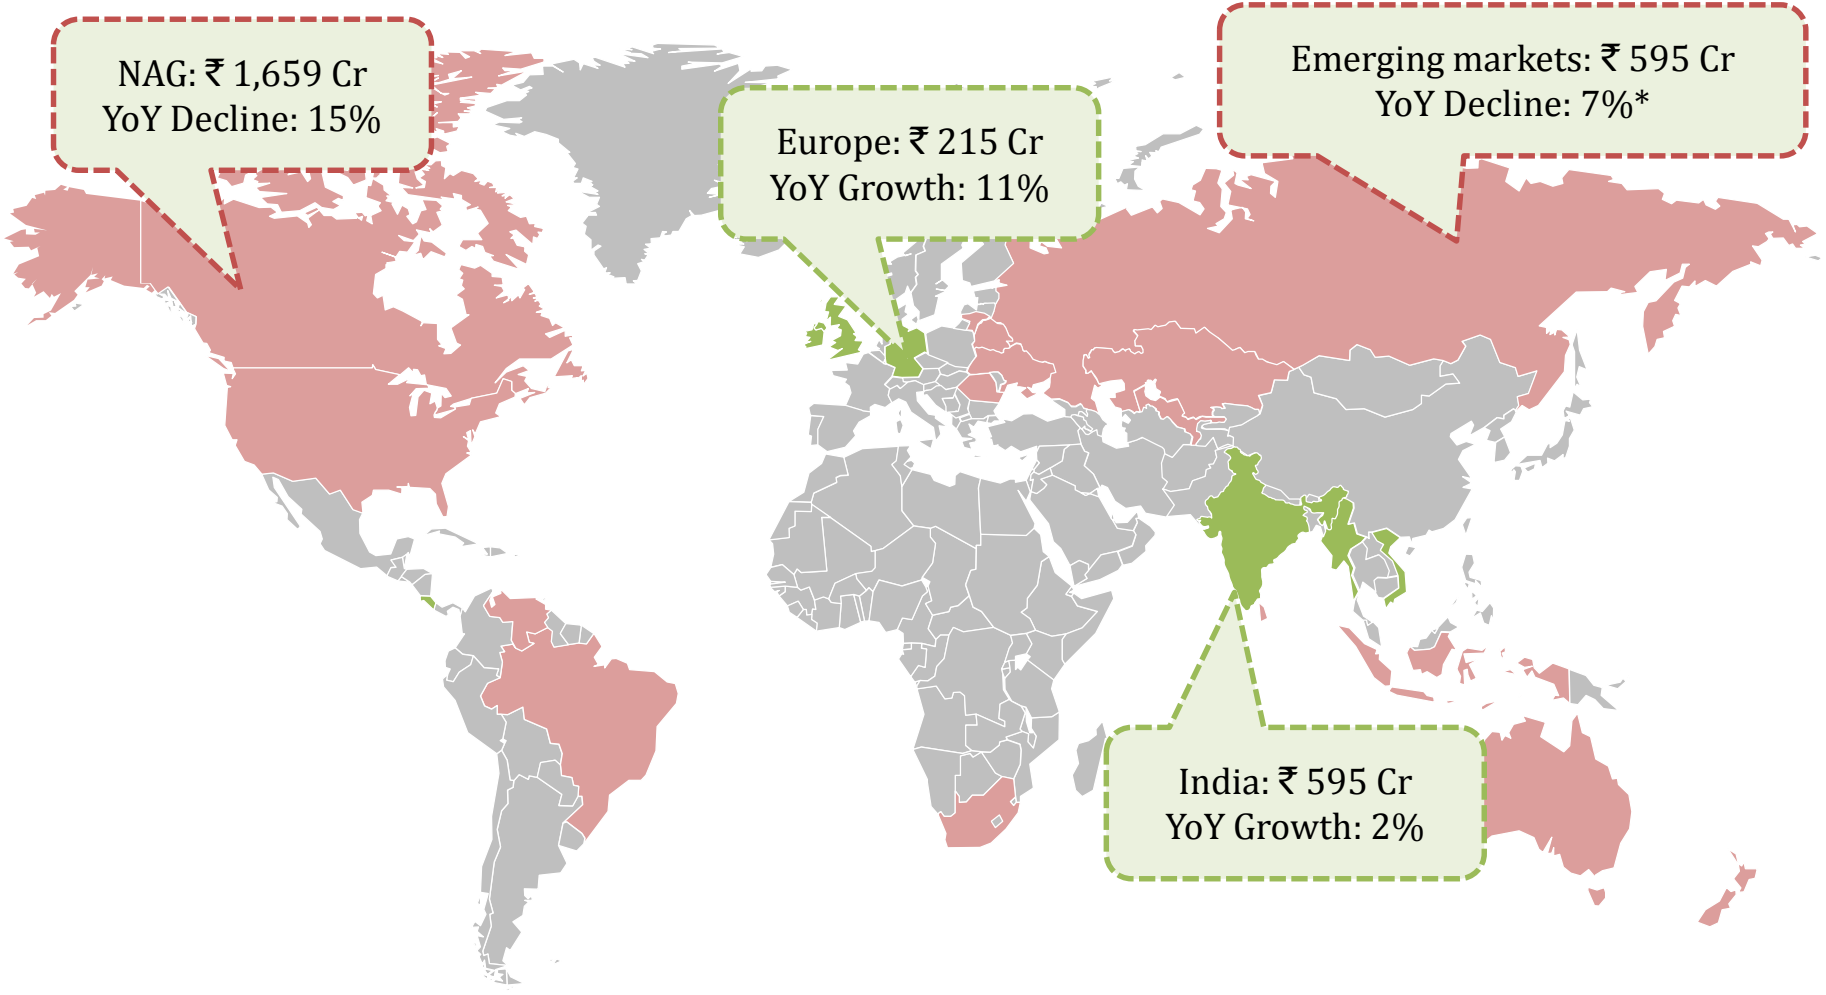 NAG: ₹ 1,659 Cr
YoY Decline: 15%
Europe: ₹ 215 Cr
YoY Growth: 11%
Emerging markets: ₹ 595 Cr
YoY Decline: 7%*
India: ₹ 595 Cr
YoY Growth: 2%